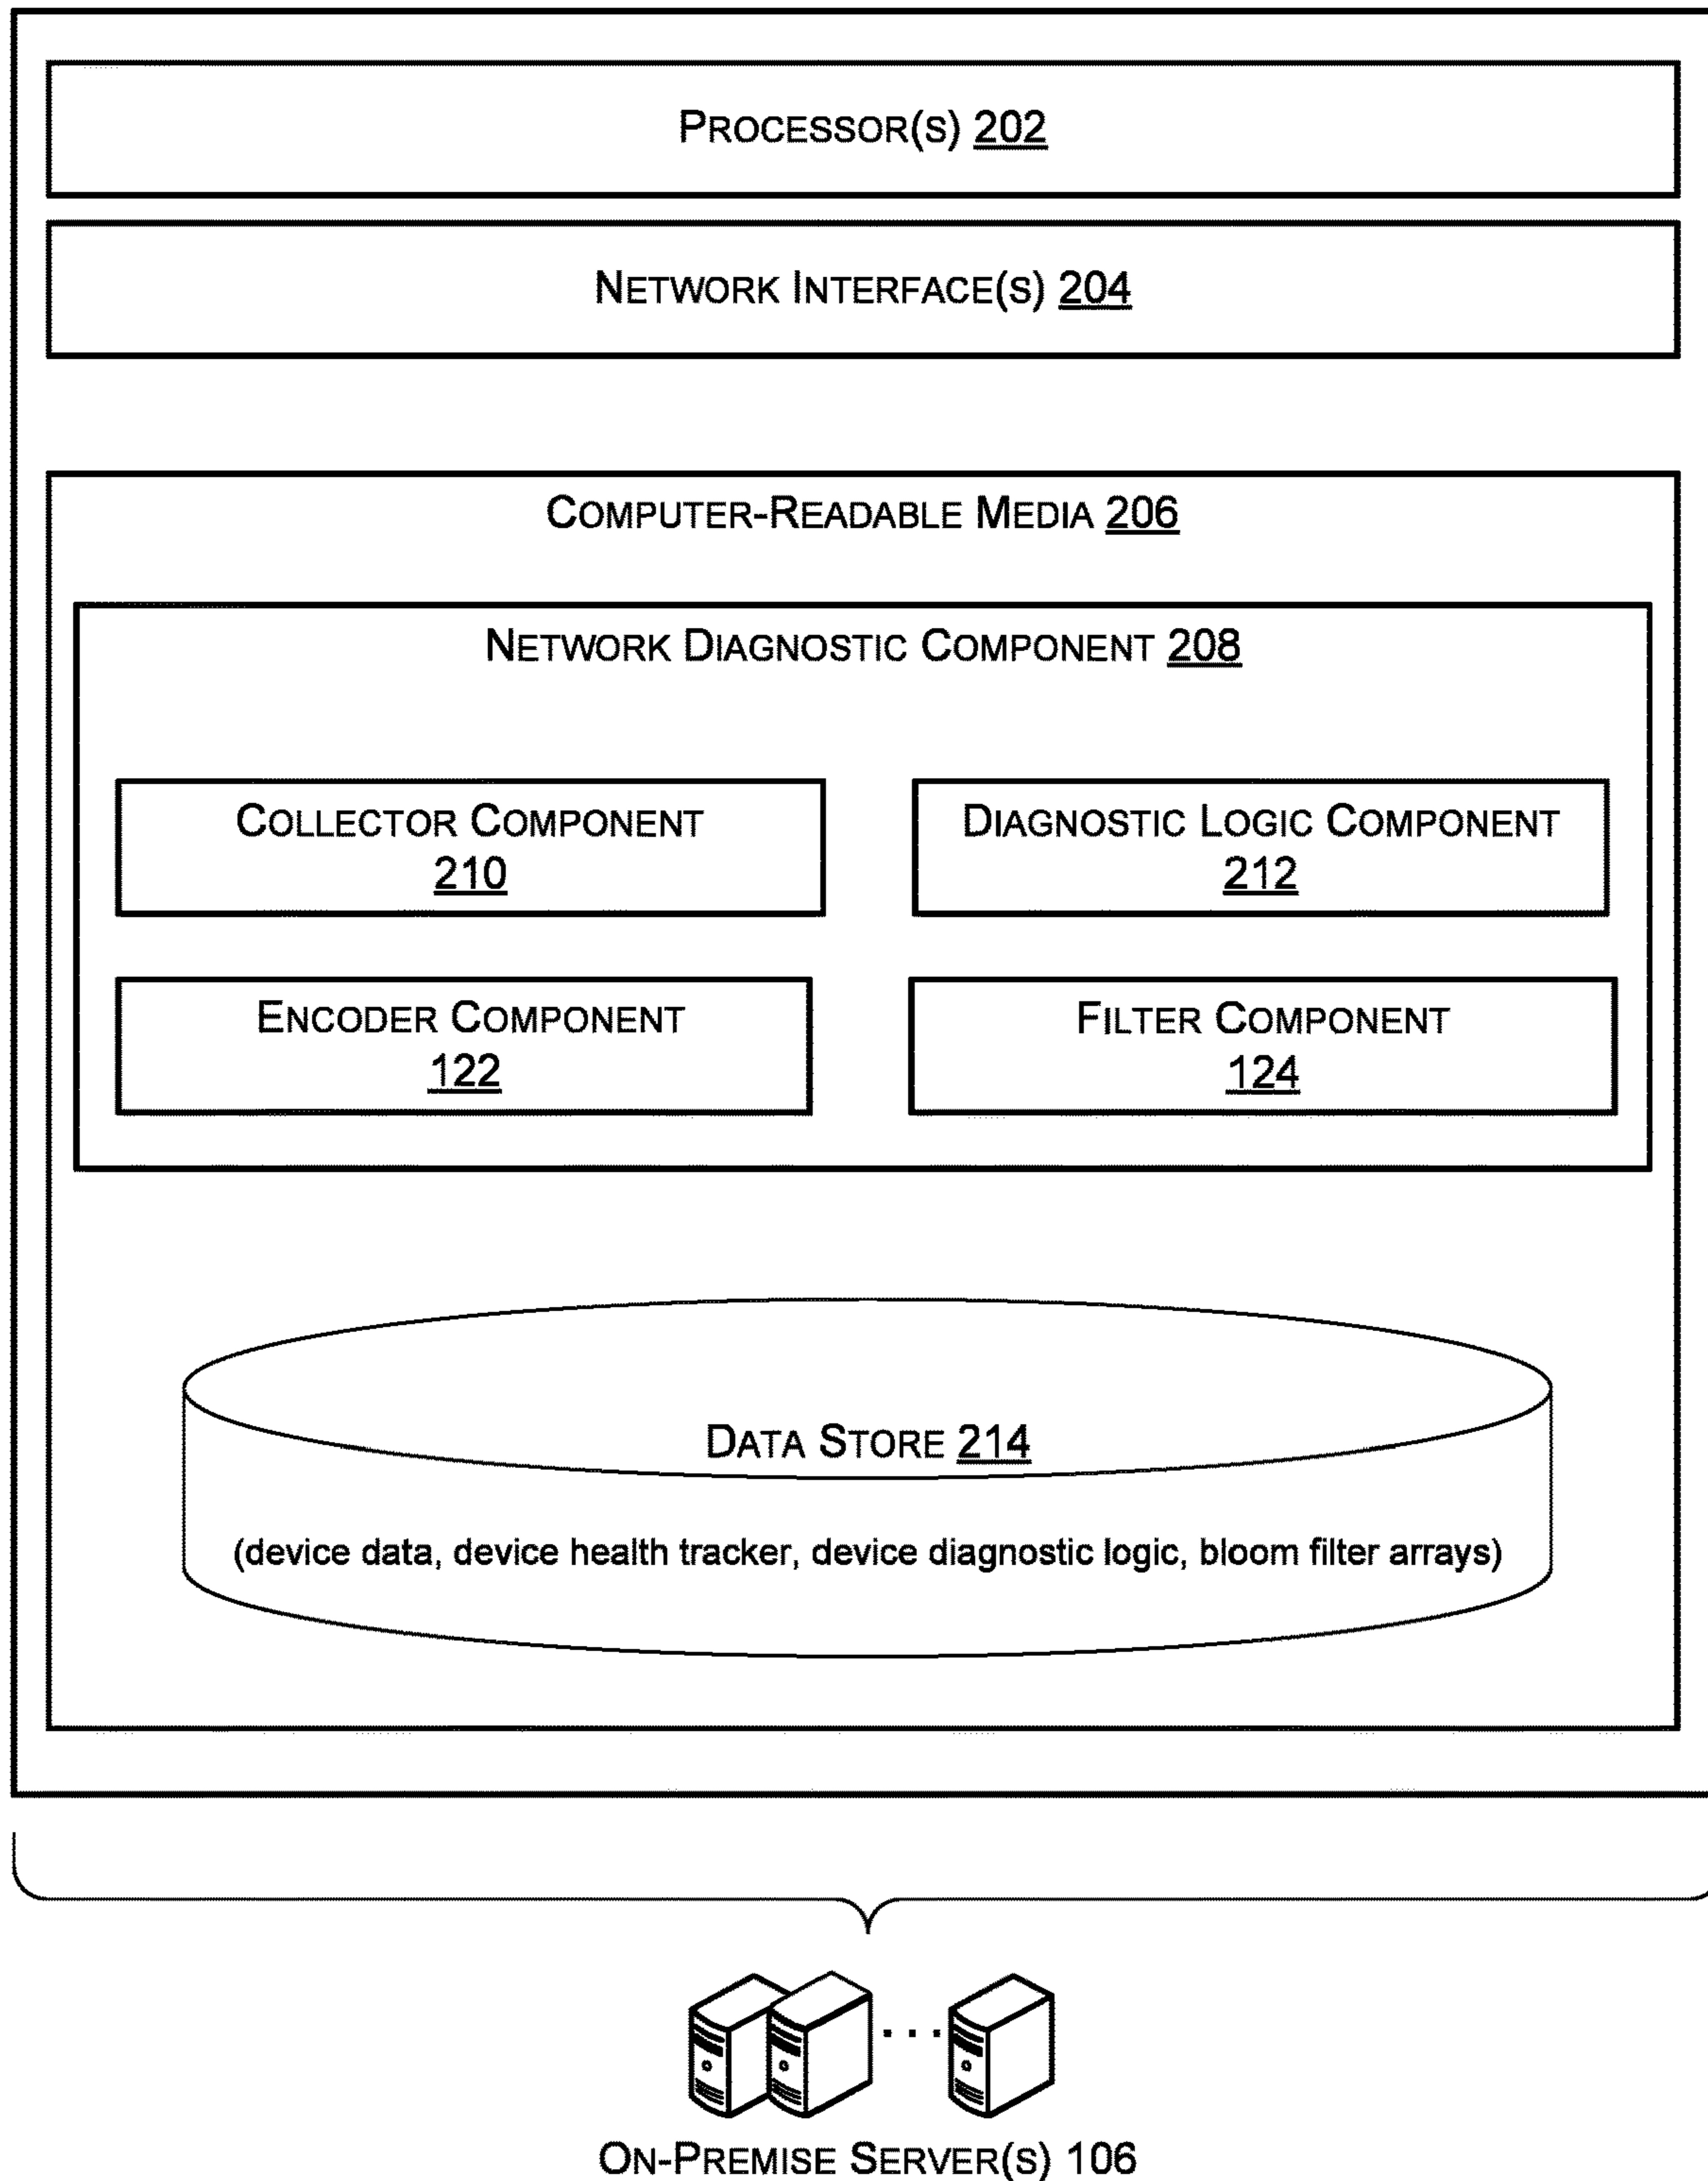 PROCESSOR(S) 202
NETWORK INTERFACE(S) 204
COMPUTER-READABLE MEDIA 206
NETWORK DIAGNOSTIC COMPONENT 208
COLLECTOR COMPONENT
210
DIAGNOSTIC LOGIC COMPONENT
212
ENCODER COMPONENT
122
FILTER COMPONENT
124
DATA STORE 214
(device data, device health tracker, device diagnostic logic, bloom filter arrays)
ON-PREMISE SERVER(S) 106